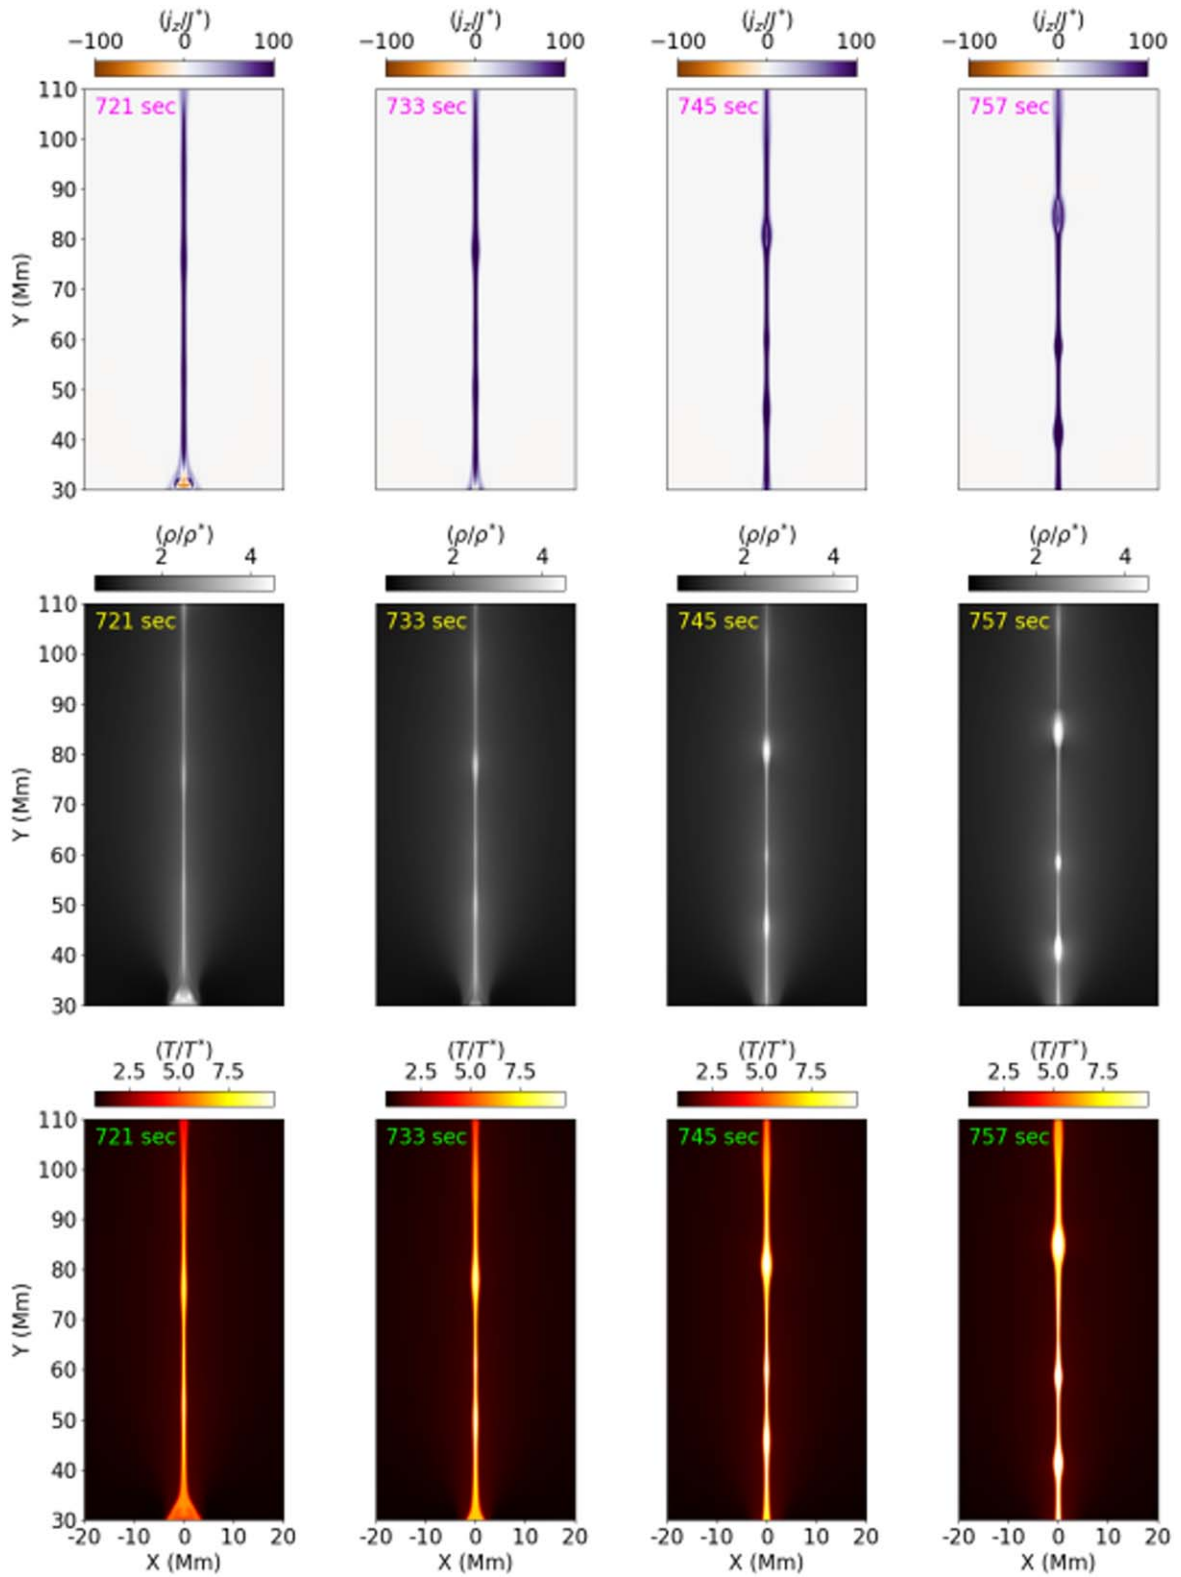 (j_z/J*) (j_z/J*) (j_z/J*) (j_z/J*)
−100 0 100 −100 0 100 −100 0 100 −100 0 100
721 sec 733 sec 745 sec 757 sec
110
100
90
80
Y (Mm)
70
60
50
40
30
(ρ/ρ*) (ρ/ρ*) (ρ/ρ*) (ρ/ρ*)
2 4 2 4 2 4 2 4
721 sec 733 sec 745 sec 757 sec
110
100
90
80
Y (Mm)
70
60
50
40
30
(T/T*) (T/T*) (T/T*) (T/T*)
2.5 5.0 7.5 2.5 5.0 7.5 2.5 5.0 7.5 2.5 5.0 7.5
721 sec 733 sec 745 sec 757 sec
110
100
90
80
Y (Mm)
70
60
50
40
30
-20 -10 0 10 20 -20 -10 0 10 20 -20 -10 0 10 20 -20 -10 0 10 20
X (Mm) X (Mm) X (Mm) X (Mm)